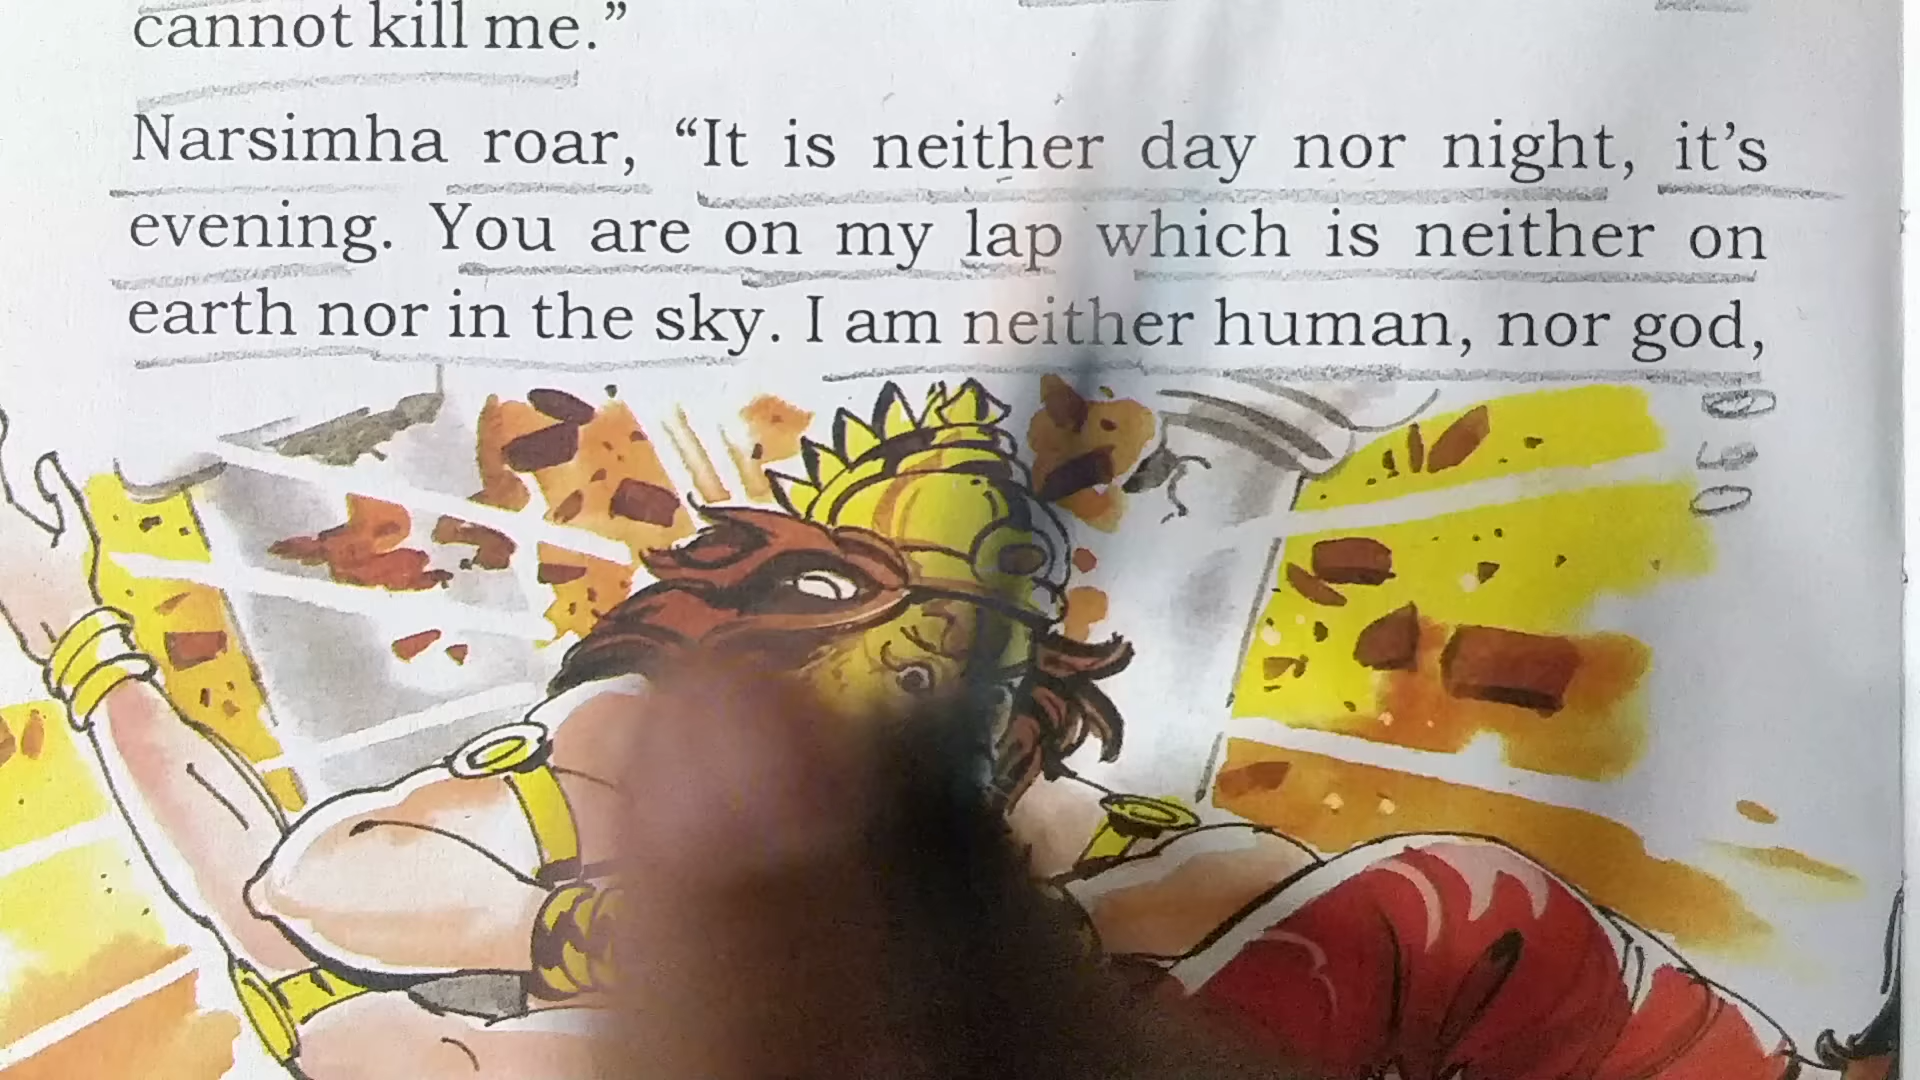 cannot kill me.”
Narsimha roar, “It is neither day nor night, it’s
evening. You are on my lap which is neither on
earth nor in the sky. I am neither human, nor god,